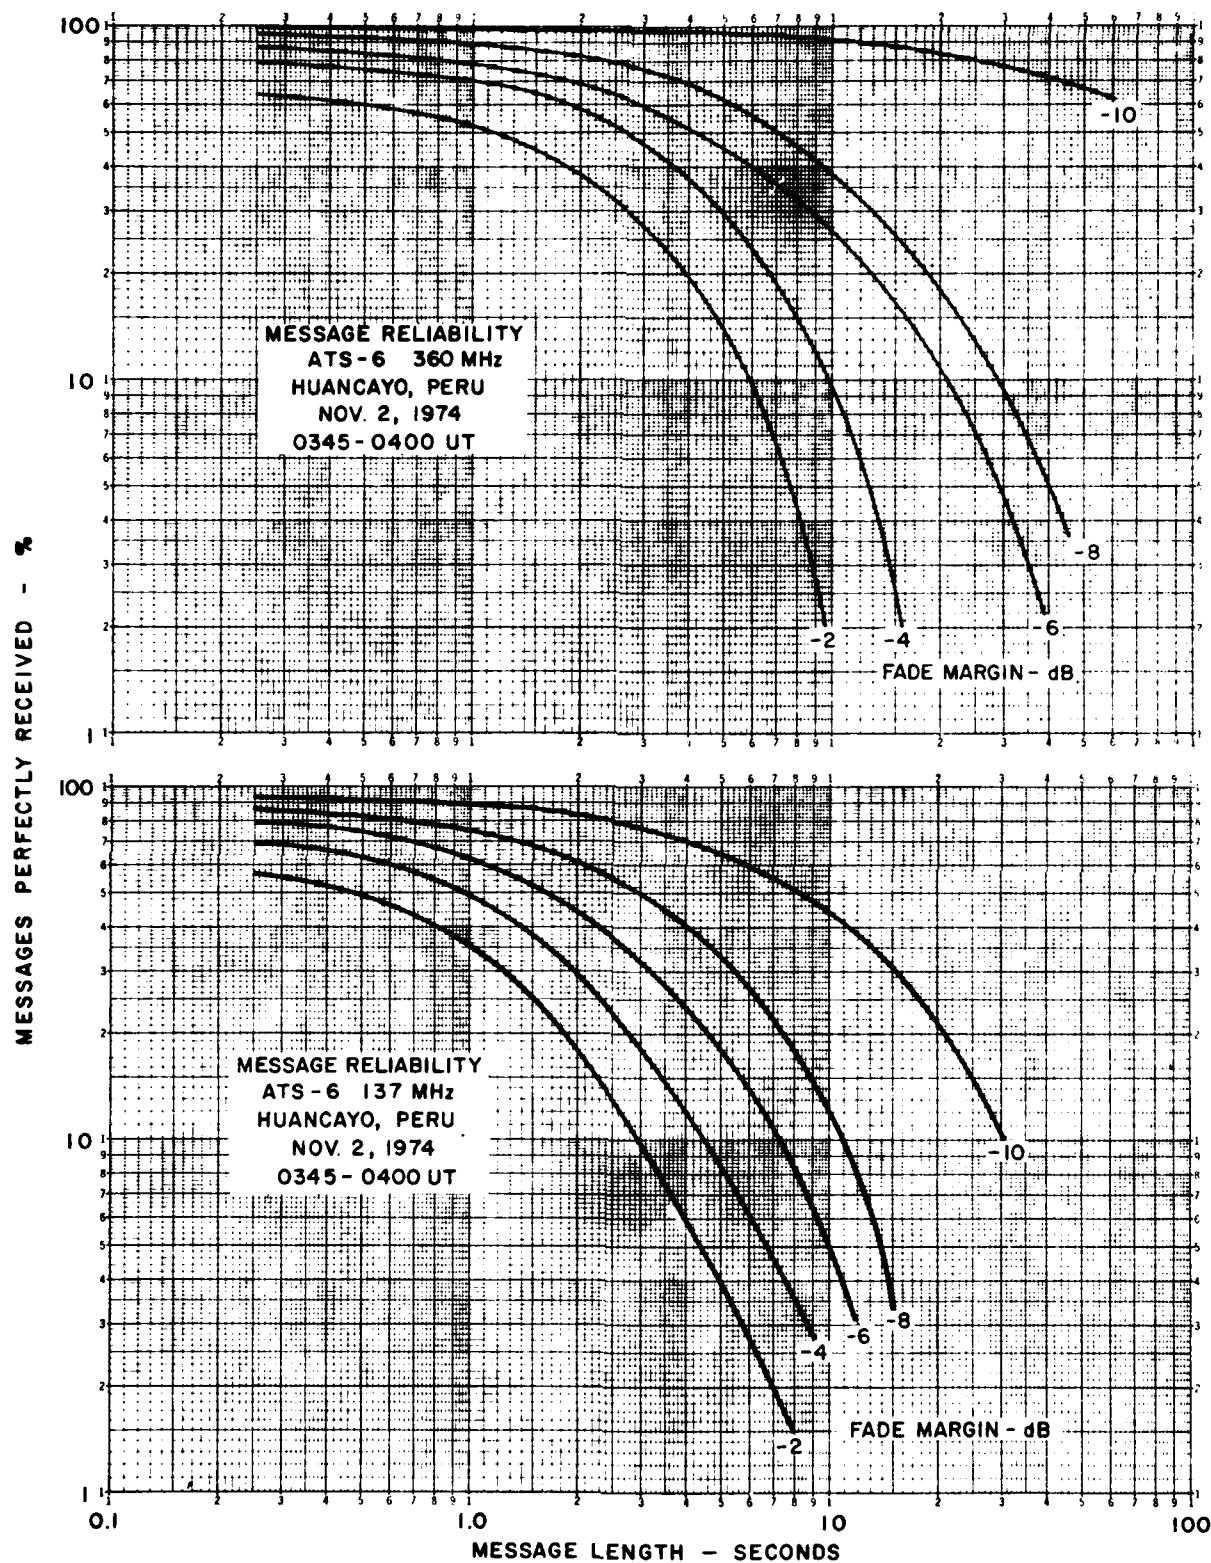 MESSAGES PERFECTLY RECEIVED - %
100
-10
MESSAGE RELIABILITY
ATS-6 360 MHz
HUANCAYO, PERU
NOV. 2, 1974
0345-0400 UT
10
-8
-6
-2
-4
FADE MARGIN - dB
1
100
MESSAGE RELIABILITY
ATS-6 137 MHz
HUANCAYO, PERU
NOV. 2, 1974
0345-0400 UT
10
-10
-8
-6
-4
-2
FADE MARGIN - dB
1
0.1 1.0 10 100
MESSAGE LENGTH - SECONDS